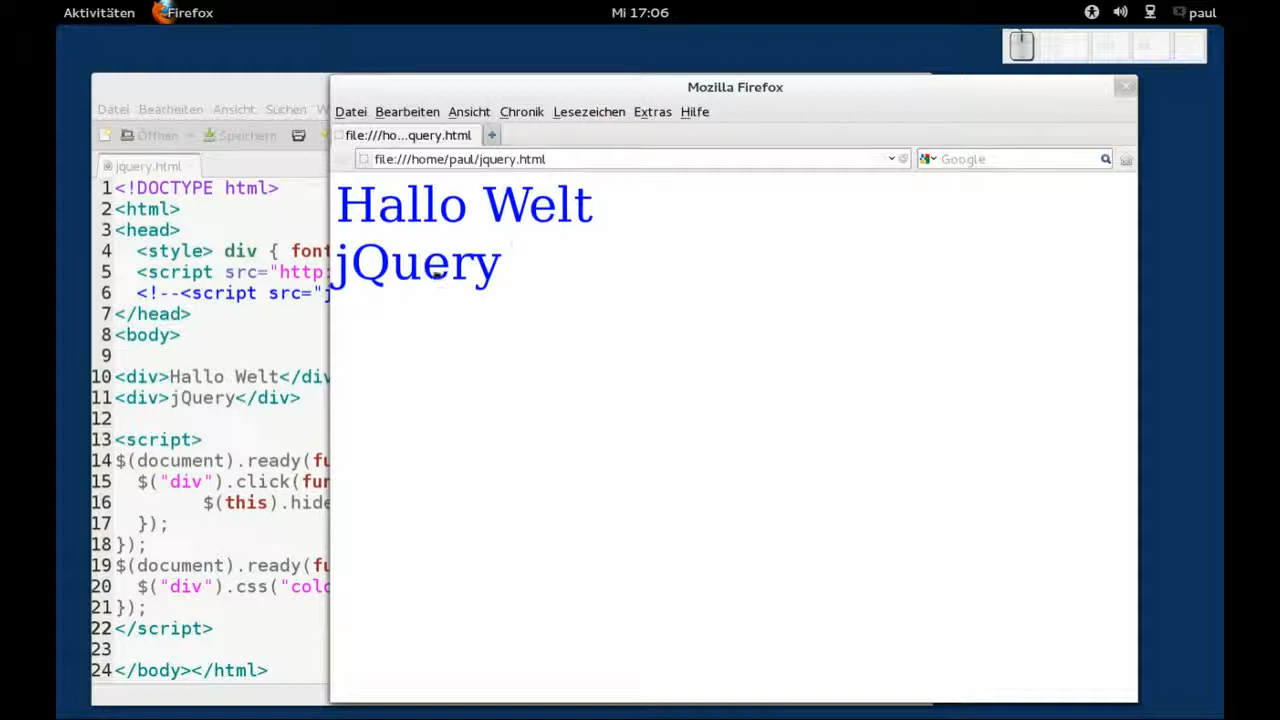 Aktivitäten Firefox Mi 17:06 paul
Mozilla Firefox
Datei Bearbeiten Ansicht Chronik Lesezeichen Extras Hilfe
file:///ho...query.html
file:///home/paul/jquery.html Google
Hallo Welt
jQuery
Datei Bearbeiten Ansicht Suchen W
Öffnen Speichern
jquery.html
1 <!DOCTYPE html>
2 <html>
3 <head>
4 <style> div { font
5 <script src="http:
6 <!--<script src="j
7 </head>
8 <body>
9
10 <div>Hallo Welt</div
11 <div>jQuery</div>
12
13 <script>
14 $(document).ready(fu
15 $("div").click(fun
16 $(this).hide
17 });
18 });
19 $(document).ready(fu
20 $("div").css("colo
21 });
22 </script>
23
24 </body></html>